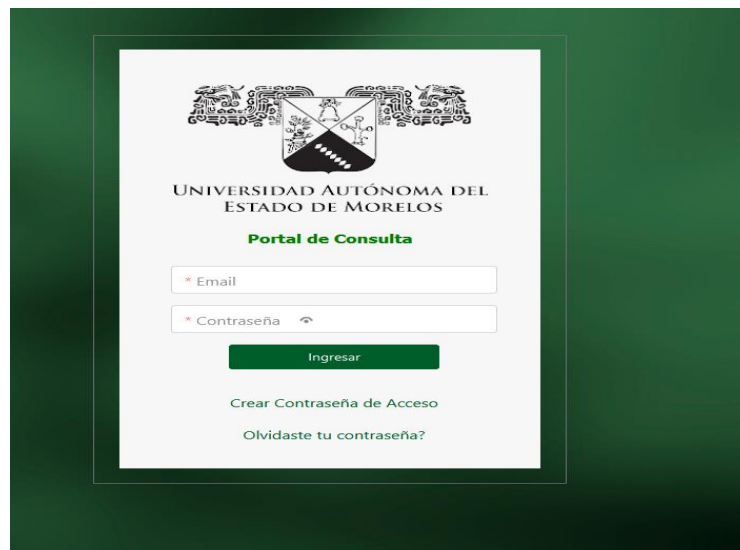 UNIVERSIDAD AUTÓNOMA DEL
ESTADO DE MORELOS
Portal de Consulta
* Email
* Contraseña
Ingresar
Crear Contraseña de Acceso
Olvidaste tu contraseña?